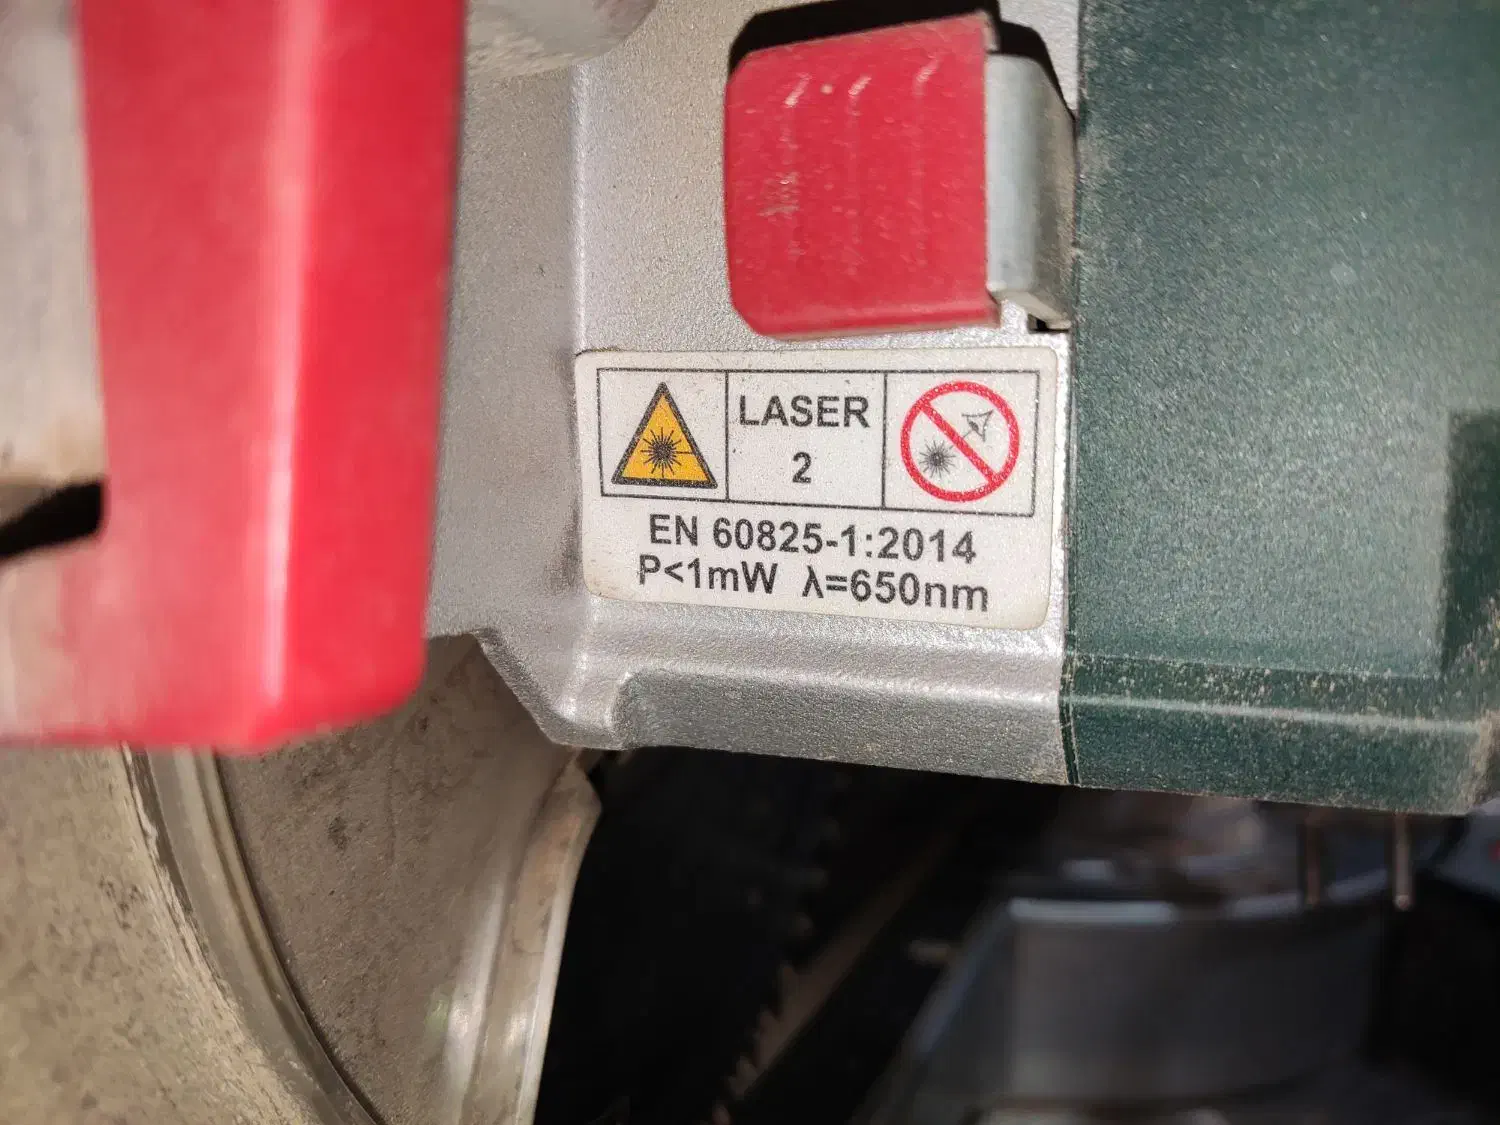 LASER
2
EN 60825-1:2014
P<1mW λ=650nm